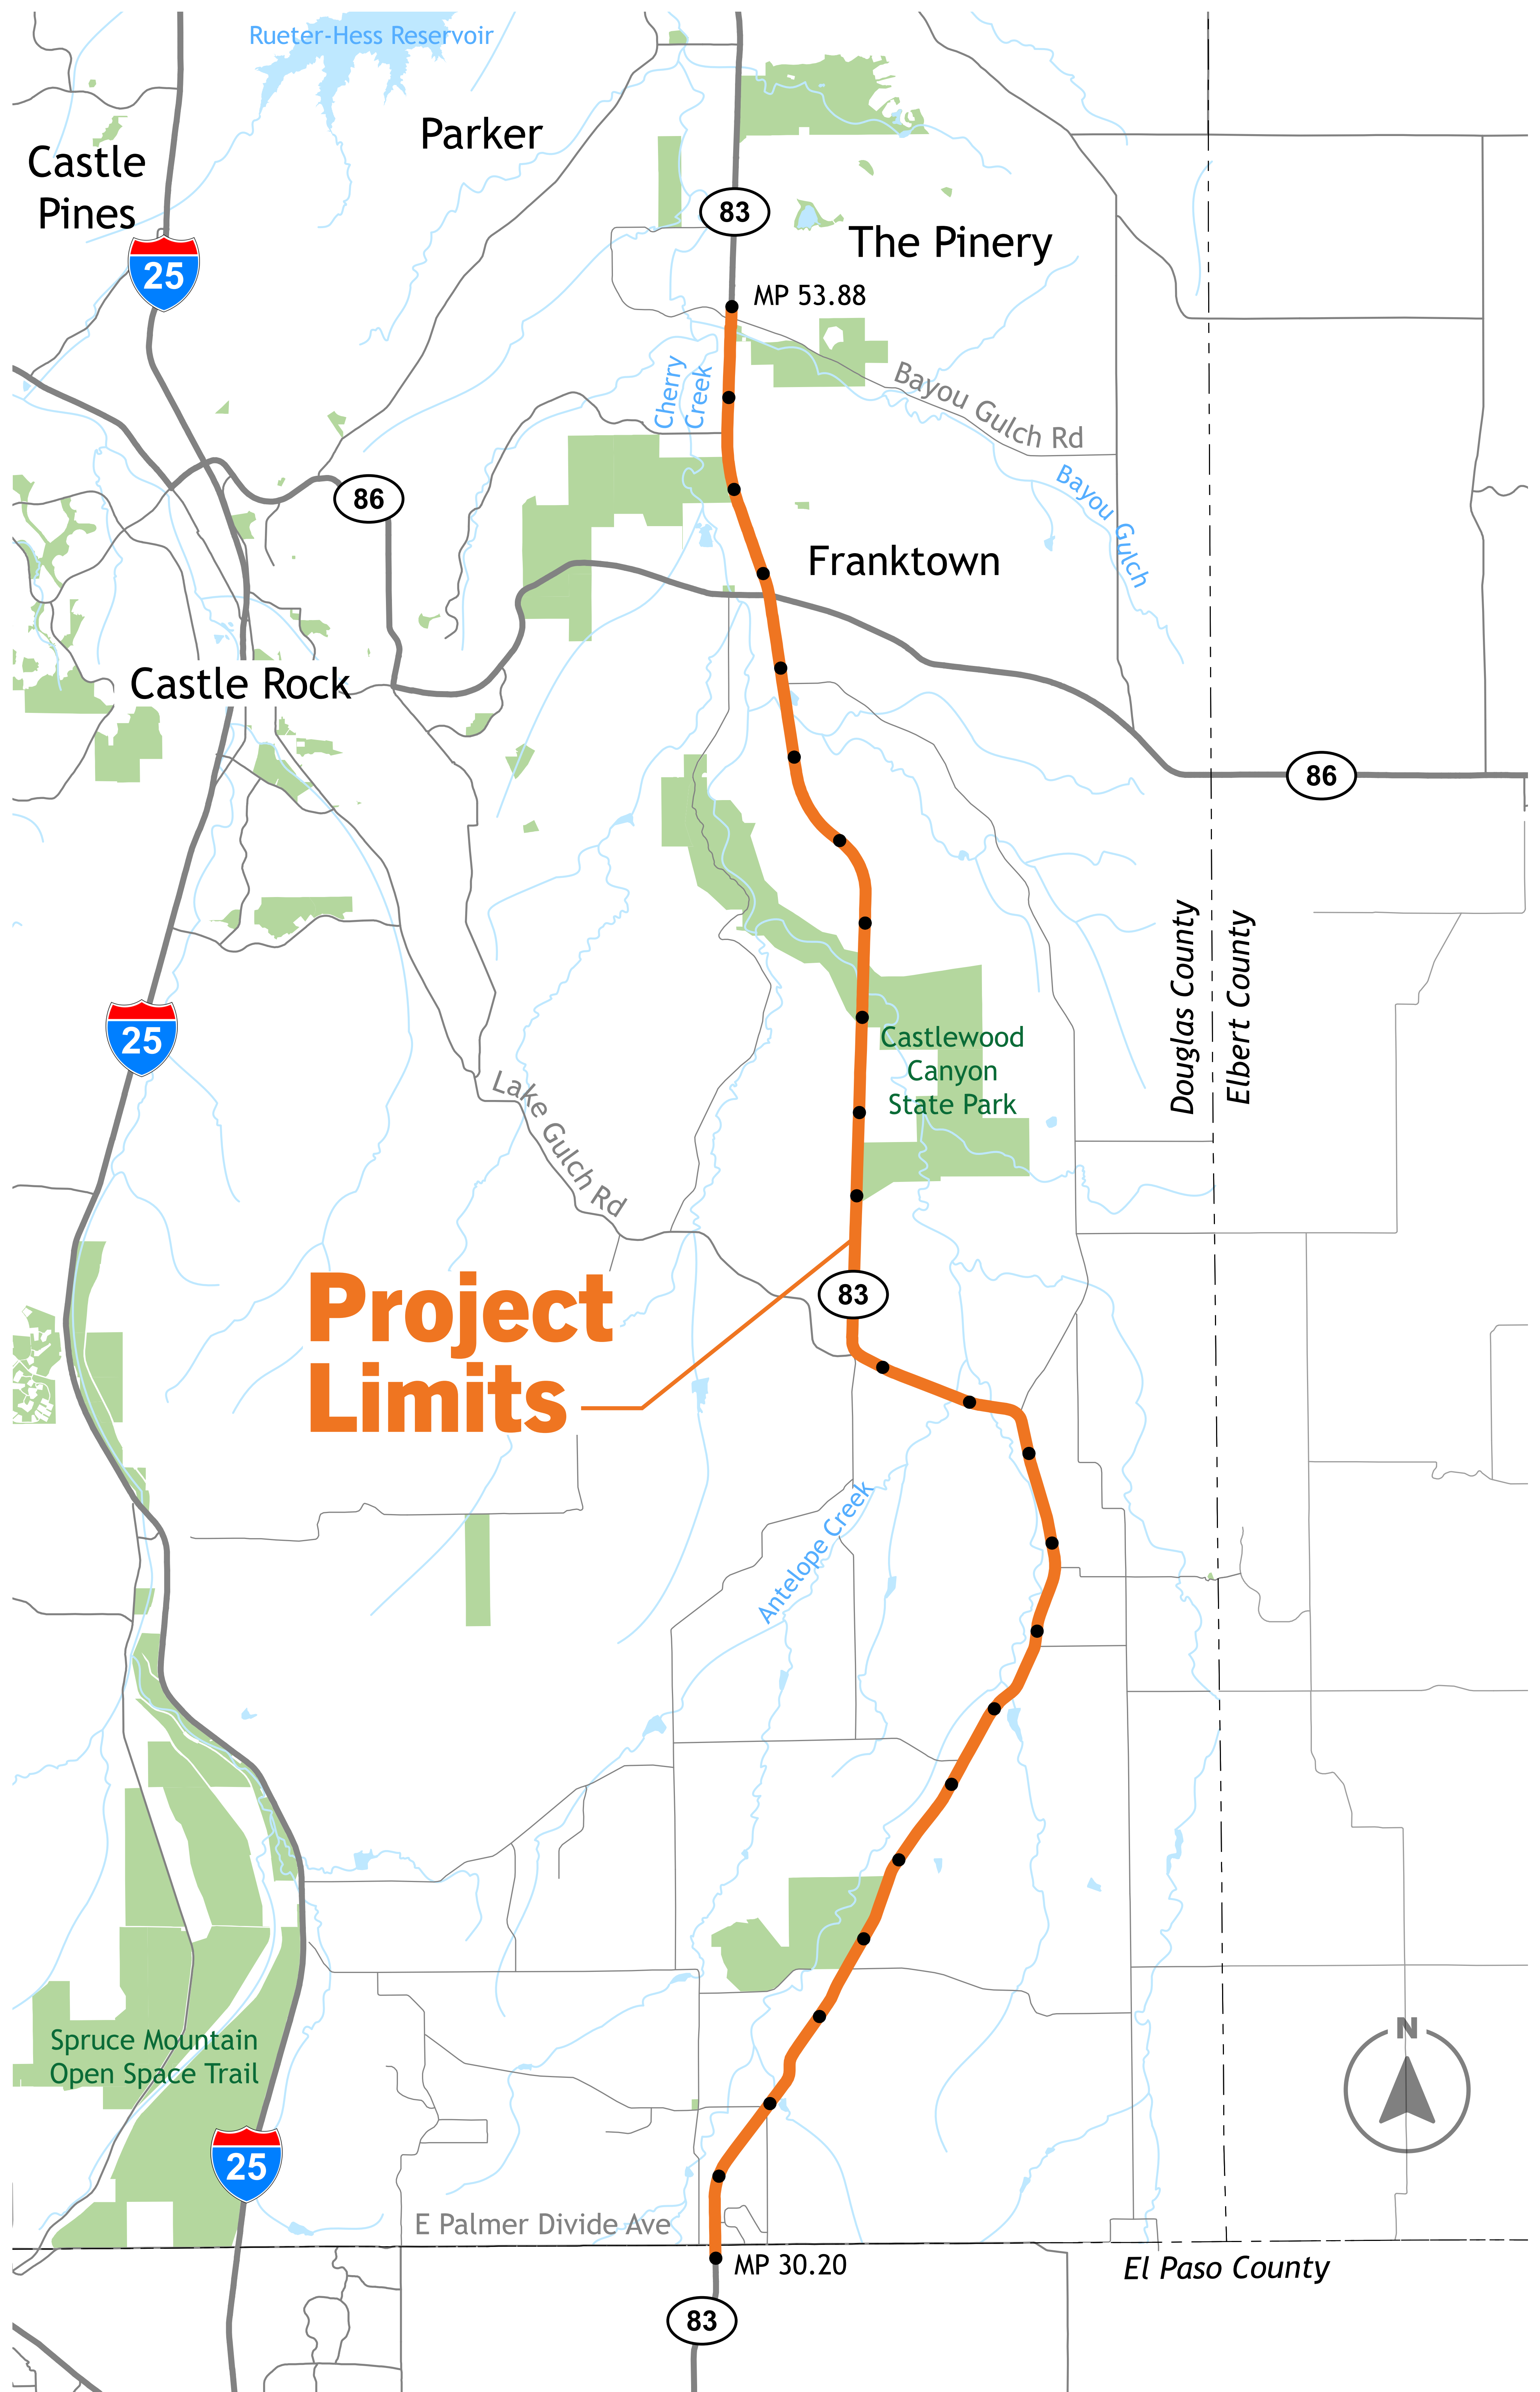 Rueter-Hess Reservoir
Parker
Castle
Pines
83
The Pinery
25
MP 53.88
Cherry
Creek
Bayou Gulch Rd
Bayou Gulch
86
Franktown
Castle Rock
86
Douglas County
Elbert County
25
Castlewood
Canyon
State Park
Lake Gulch Rd
Project
Limits
83
Antelope Creek
N
Spruce Mountain
Open Space Trail
25
E Palmer Divide Ave
MP 30.20
El Paso County
83